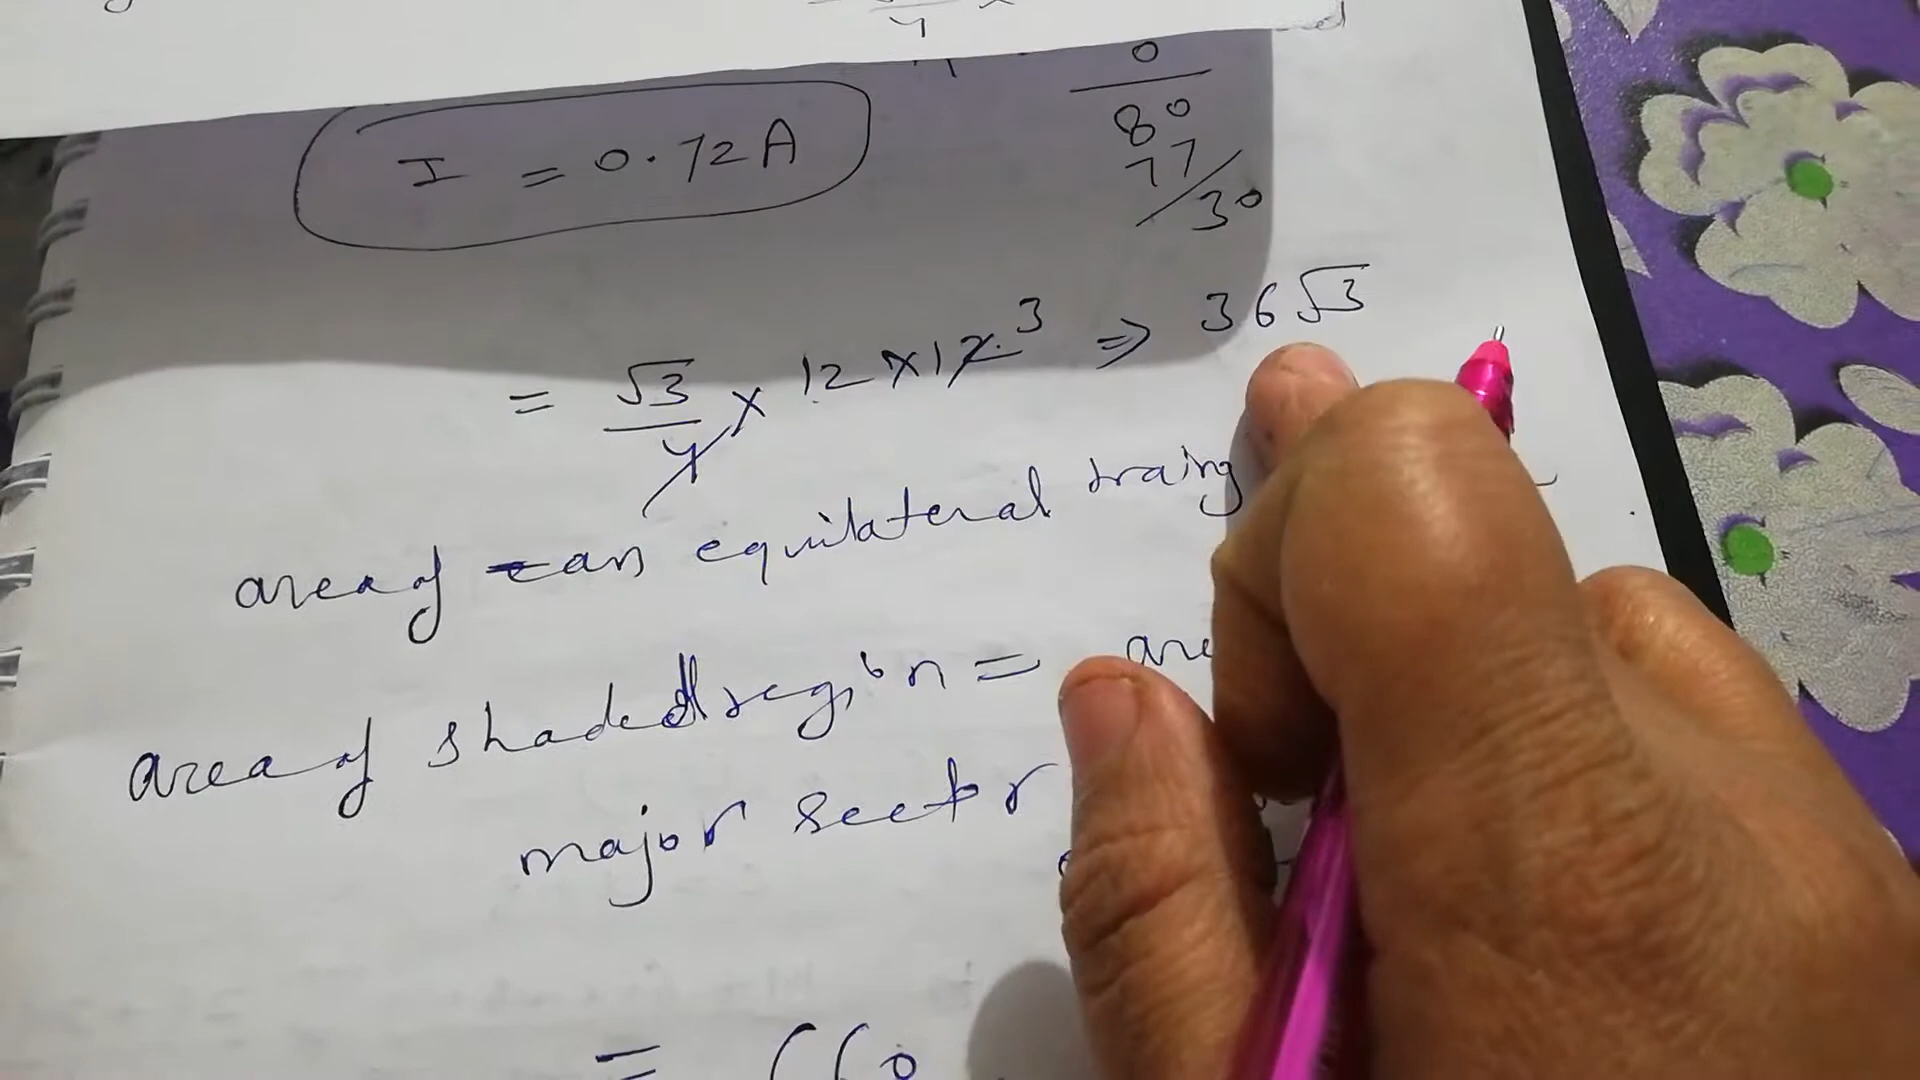 I = 0.72A
0
80
77
30
= √3/4 × 12 × 12 3 ⇒ 36√3
area of an equilateral traing
area of shaded region = are
major sector
= 660